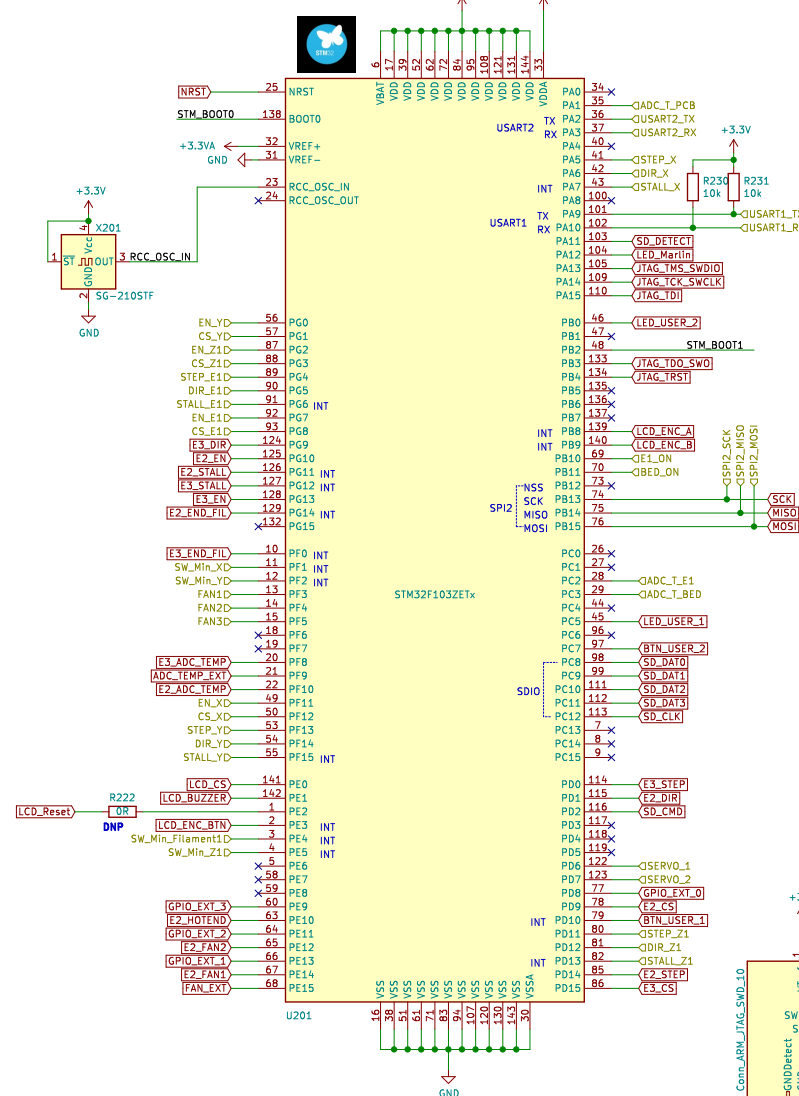 STM32
6 17 39 52 62 72 84 95 108 121 131 144 33
VBAT VDD VDD VDD VDD VDD VDD VDD VDD VDD VDD VDD VDDA
NRST 25 NRST
STM_BOOT0 138 BOOT0
+3.3VA 32 VREF+
GND 31 VREF-
23 RCC_OSC_IN
24 RCC_OSC_OUT
+3.3V
X201
4
Vcc
1 ST OUT 3 RCC_OSC_IN
GND
2
SG-210STF
GND
EN_Y 56 PG0
CS_Y 57 PG1
EN_Z1 87 PG2
CS_Z1 88 PG3
STEP_E1 89 PG4
DIR_E1 90 PG5
STALL_E1 91 PG6 INT
EN_E1 92 PG7
CS_E1 93 PG8
E3_DIR 124 PG9
E2_EN 125 PG10
E2_STALL 126 PG11 INT
E3_STALL 127 PG12 INT
E3_EN 128 PG13
E2_END_FIL 129 PG14 INT
132 PG15
E3_END_FIL 10 PF0 INT
SW_Min_X 11 PF1 INT
SW_Min_Y 12 PF2 INT
FAN1 13 PF3
FAN2 14 PF4
FAN3 15 PF5
18 PF6
19 PF7
E3_ADC_TEMP 20 PF8
ADC_TEMP_EXT 21 PF9
E2_ADC_TEMP 22 PF10
EN_X 49 PF11
CS_X 50 PF12
STEP_Y 53 PF13
DIR_Y 54 PF14
STALL_Y 55 PF15 INT
LCD_CS 141 PE0
LCD_BUZZER 142 PE1
LCD_Reset R222 0R DNP 1 PE2
LCD_ENC_BTN 2 PE3 INT
SW_Min_Filament1 3 PE4 INT
SW_Min_Z1 4 PE5 INT
5 PE6
58 PE7
59 PE8
GPIO_EXT_3 60 PE9
E2_HOTEND 63 PE10
GPIO_EXT_2 64 PE11
E2_FAN2 65 PE12
GPIO_EXT_1 66 PE13
E2_FAN1 67 PE14
FAN_EXT 68 PE15
STM32F103ZETx
PA0 34
PA1 35 ADC_T_PCB
USART2 TX PA2 36 USART2_TX
RX PA3 37 USART2_RX
PA4 40
PA5 41 STEP_X
PA6 42 DIR_X
INT PA7 43 STALL_X
PA8 100
USART1 TX PA9 101 USART1_TX
RX PA10 102 USART1_R
+3.3V
R230 10k
R231 10k
PA11 103 SD_DETECT
PA12 104 LED_Marlin
PA13 105 JTAG_TMS_SWDIO
PA14 109 JTAG_TCK_SWCLK
PA15 110 JTAG_TDI
PB0 46 LED_USER_2
PB1 47
PB2 48 STM_BOOT1
PB3 133 JTAG_TDO_SWO
PB4 134 JTAG_TRST
PB5 135
PB6 136
PB7 137
INT PB8 139 LCD_ENC_A
INT PB9 140 LCD_ENC_B
PB10 69 E1_ON
PB11 70 BED_ON
SPI2_SCK SPI2_MISO SPI2_MOSI
SPI2
NSS PB12 73
SCK PB13 74 SCK
MISO PB14 75 MISO
MOSI PB15 76 MOSI
PC0 26
PC1 27
PC2 28 ADC_T_E1
PC3 29 ADC_T_BED
PC4 44
PC5 45 LED_USER_1
PC6 96
PC7 97 BTN_USER_2
SDIO
PC8 98 SD_DAT0
PC9 99 SD_DAT1
PC10 111 SD_DAT2
PC11 112 SD_DAT3
PC12 113 SD_CLK
PC13 7
PC14 8
PC15 9
PD0 114 E3_STEP
PD1 115 E2_DIR
PD2 116 SD_CMD
PD3 117
PD4 118
PD5 119
PD6 122 SERVO_1
PD7 123 SERVO_2
PD8 77 GPIO_EXT_0
PD9 78 E2_CS
INT PD10 79 BTN_USER_1
PD11 80 STEP_Z1
PD12 81 DIR_Z1
INT PD13 82 STALL_Z1
PD14 85 E2_STEP
PD15 86 E3_CS
VSS VSS VSS VSS VSS VSS VSS VSS VSS VSS VSS VSSA
U201
16 38 51 61 71 83 94 107 120 130 143 30
GND
+3
1
Conn_ARM_JTAG_SWD_10
SW
S
GNDDetect